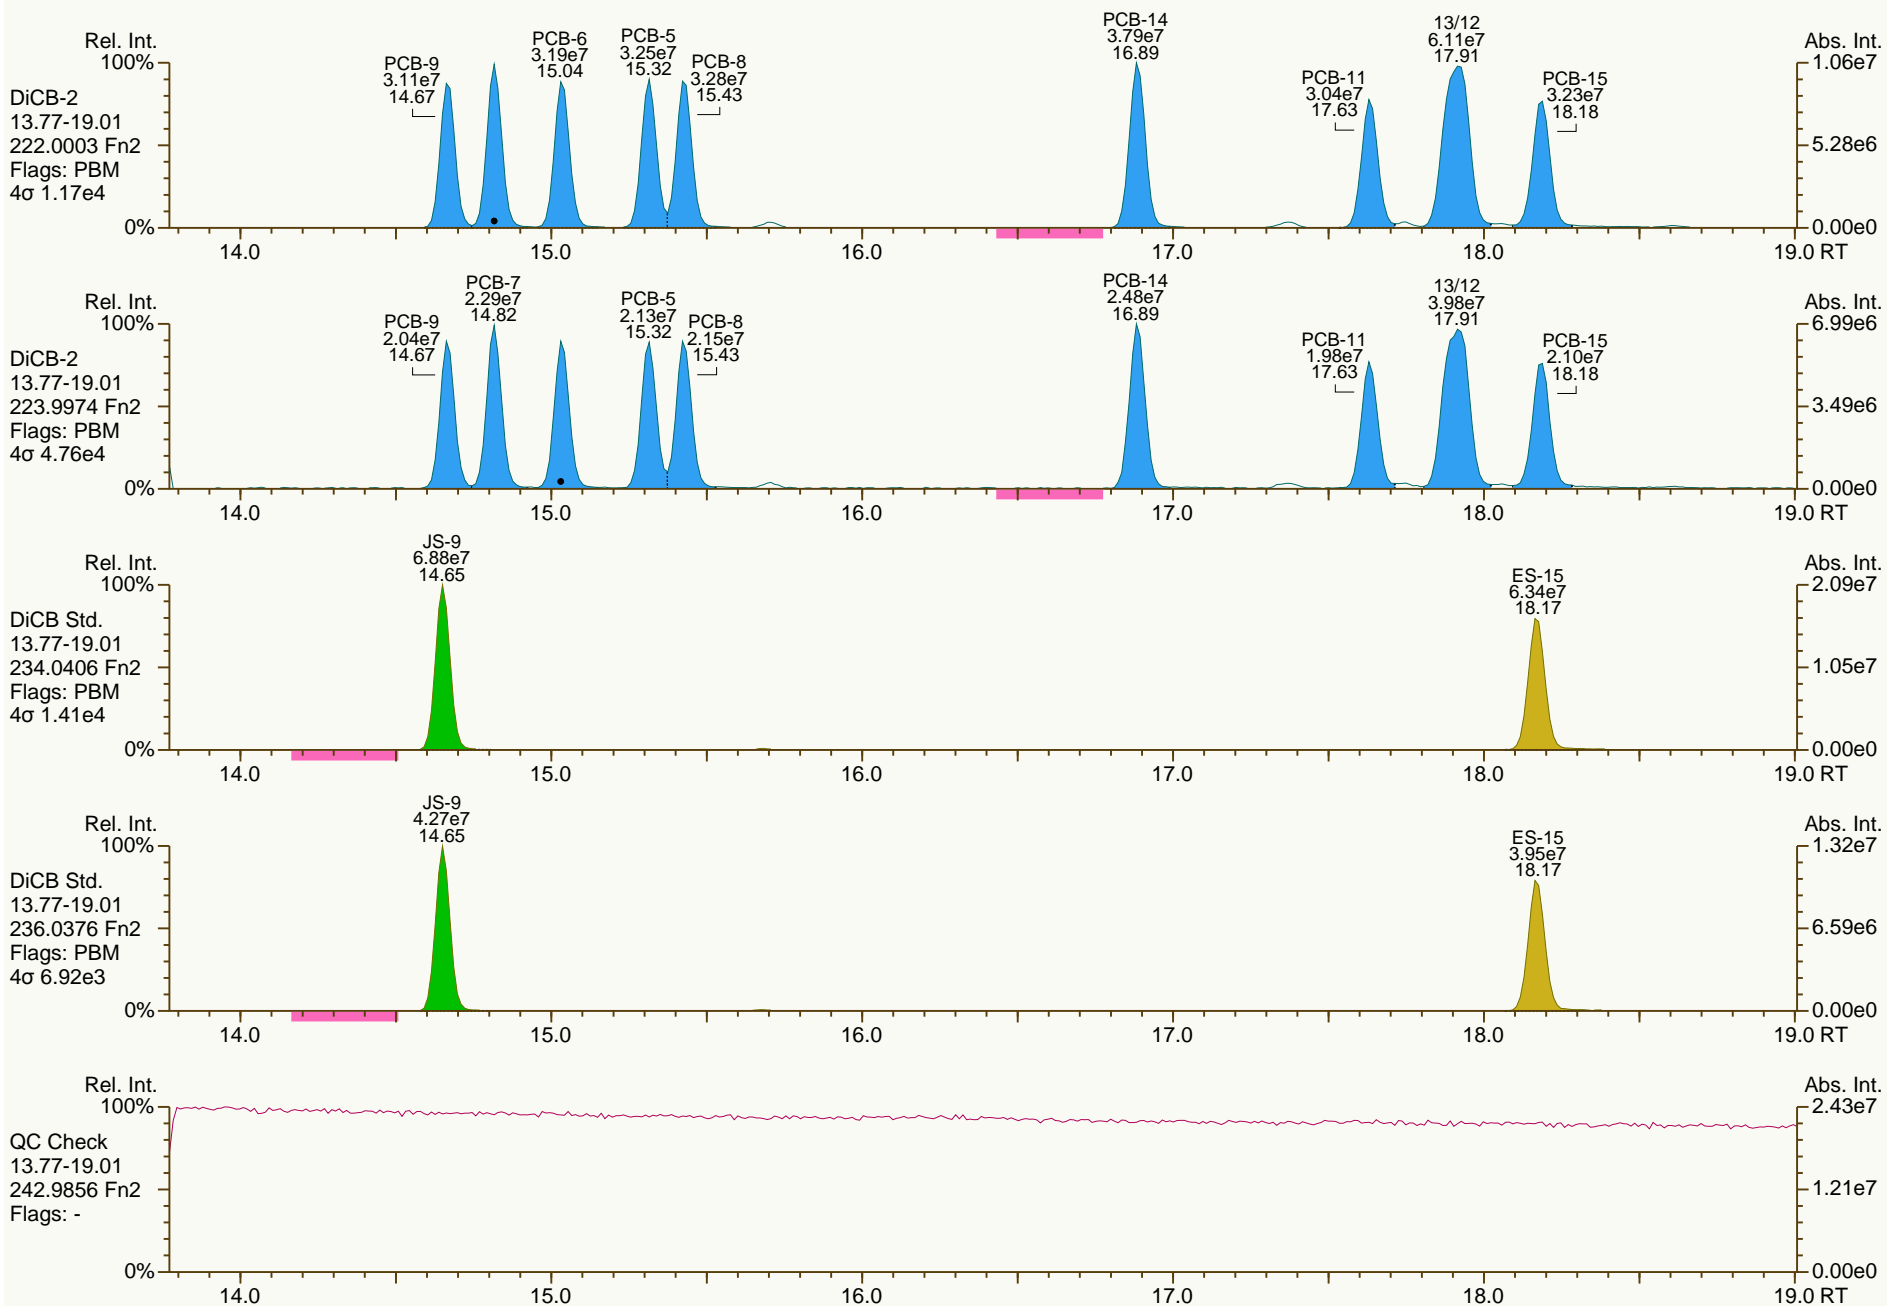 Rel. Int.
100%
0%
DiCB-2
13.77-19.01
222.0003 Fn2
Flags: PBM
4σ 1.17e4
PCB-9
3.11e7
14.67
PCB-6
3.19e7
15.04
PCB-5
3.25e7
15.32
PCB-8
3.28e7
15.43
PCB-14
3.79e7
16.89
PCB-11
3.04e7
17.63
13/12
6.11e7
17.91
PCB-15
3.23e7
18.18
Abs. Int.
1.06e7
5.28e6
0.00e0
14.0 15.0 16.0 17.0 18.0 19.0 RT
Rel. Int.
100%
0%
DiCB-2
13.77-19.01
223.9974 Fn2
Flags: PBM
4σ 4.76e4
PCB-9
2.04e7
14.67
PCB-7
2.29e7
14.82
PCB-5
2.13e7
15.32
PCB-8
2.15e7
15.43
PCB-14
2.48e7
16.89
PCB-11
1.98e7
17.63
13/12
3.98e7
17.91
PCB-15
2.10e7
18.18
Abs. Int.
6.99e6
3.49e6
0.00e0
14.0 15.0 16.0 17.0 18.0 19.0 RT
Rel. Int.
100%
0%
DiCB Std.
13.77-19.01
234.0406 Fn2
Flags: PBM
4σ 1.41e4
JS-9
6.88e7
14.65
ES-15
6.34e7
18.17
Abs. Int.
2.09e7
1.05e7
0.00e0
14.0 15.0 16.0 17.0 18.0 19.0 RT
Rel. Int.
100%
0%
DiCB Std.
13.77-19.01
236.0376 Fn2
Flags: PBM
4σ 6.92e3
JS-9
4.27e7
14.65
ES-15
3.95e7
18.17
Abs. Int.
1.32e7
6.59e6
0.00e0
14.0 15.0 16.0 17.0 18.0 19.0 RT
Rel. Int.
100%
0%
QC Check
13.77-19.01
242.9856 Fn2
Flags: -
Abs. Int.
2.43e7
1.21e7
0.00e0
14.0 15.0 16.0 17.0 18.0 19.0 RT